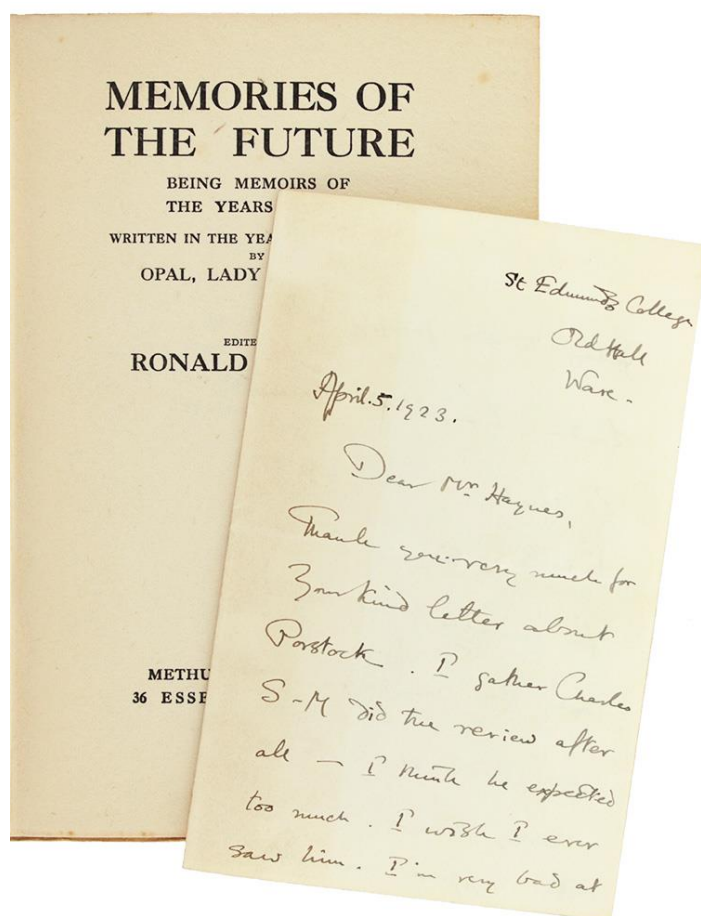 MEMORIES OF
THE FUTURE
BEING MEMOIRS OF
THE YEARS
WRITTEN IN THE YEA
BY
OPAL, LADY
EDITE
RONALD
METHU
36 ESSE
St Edmund's College
Old Hall
Ware.
April.5.1923.
Dear Mr Haynes,
Thank you very much for
your kind letter about
Porstock. I gather Charles
S-M did the review after
all — I think he expected
too much. I wish I ever
saw him. I'm very bad at